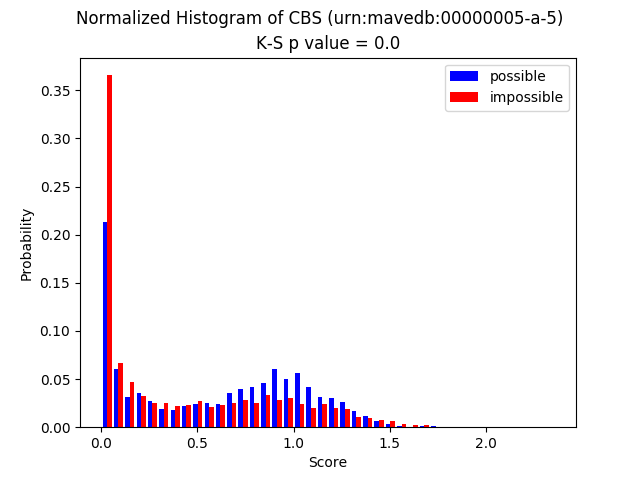 Normalized Histogram of CBS (urn:mavedb:00000005-a-5)
K-S p value = 0.0
possible
impossible
0.35
0.30
0.25
0.20
0.15
0.10
0.05
0.00
Probability
0.0 0.5 1.0 1.5 2.0
Score